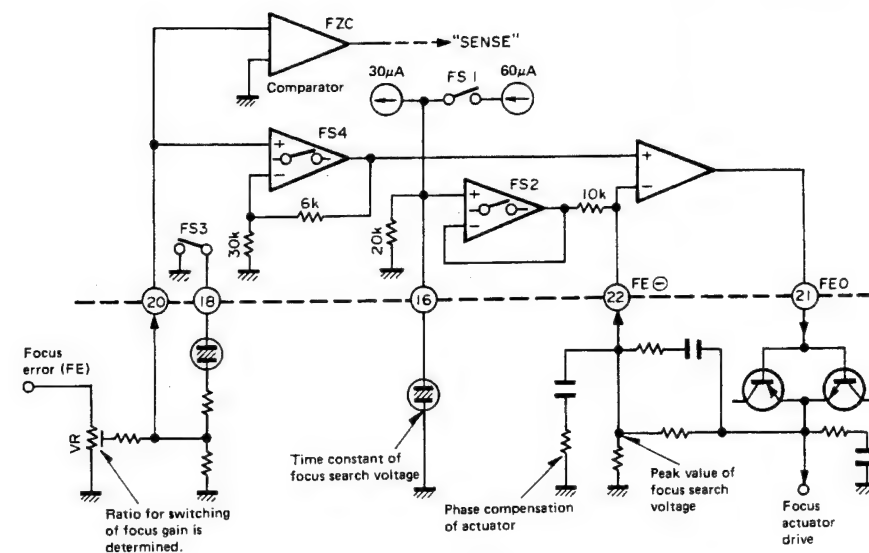 FZC
"SENSE"
Comparator
30μA
FS1
60μA
FS4
+
−
6k
30k
FS3
20k
+
−
FS2
10k
+
−
20
18
16
22
FE⊖
21
FEO
Focus
error (FE)
VR
Ratio for switching
of focus gain is
determined.
Time constant of
focus search voltage
Phase compensation
of actuator
Peak value of
focus search
voltage
Focus
actuator
drive